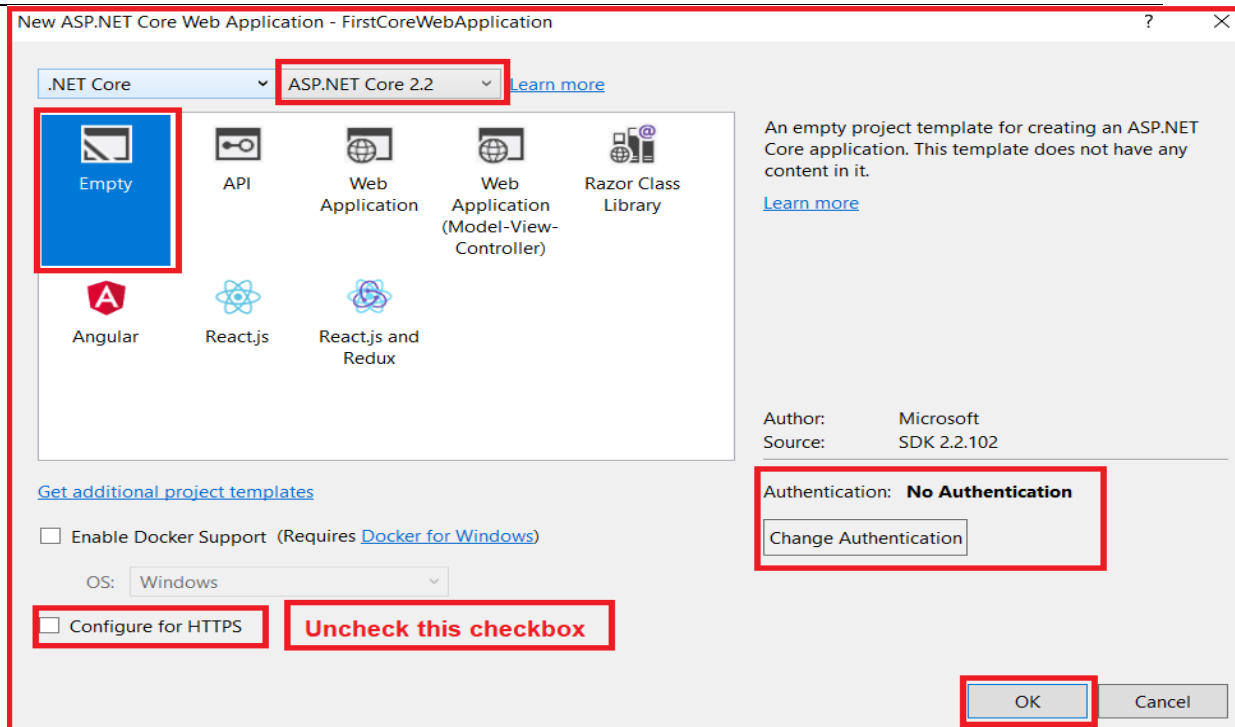 New ASP.NET Core Web Application - FirstCoreWebApplication
?
.NET Core
ASP.NET Core 2.2
Learn more
Empty
API
Web
Application
Web
Application
(Model-View-
Controller)
Razor Class
Library
Angular
React.js
React.js and
Redux
An empty project template for creating an ASP.NET
Core application. This template does not have any
content in it.
Learn more
Author: Microsoft
Source: SDK 2.2.102
Get additional project templates
Authentication: No Authentication
Change Authentication
Enable Docker Support (Requires Docker for Windows)
OS: Windows
Configure for HTTPS
Uncheck this checkbox
OK
Cancel